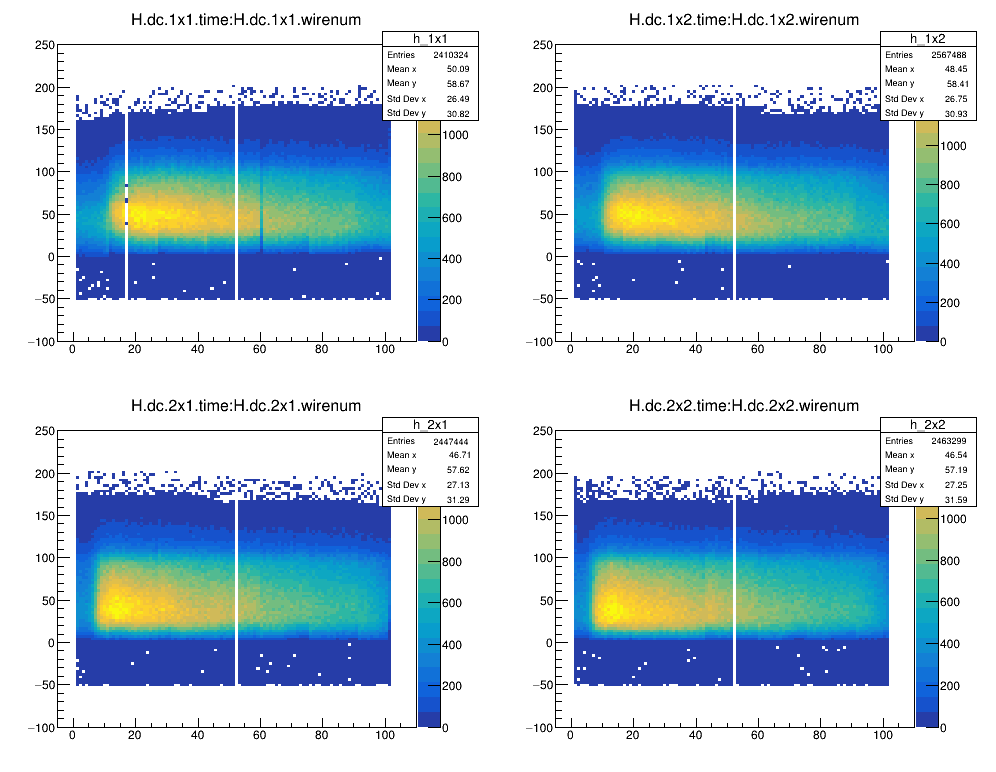 H.dc.1x1.time:H.dc.1x1.wirenum
h_1x1
Entries 2410324
Mean x 50.09
Mean y 58.67
Std Dev x 26.49
Std Dev y 30.82
250
200
150
100
50
0
−50
−100
0 20 40 60 80 100
1000
800
600
400
200
0
H.dc.1x2.time:H.dc.1x2.wirenum
h_1x2
Entries 2567488
Mean x 48.45
Mean y 58.41
Std Dev x 26.75
Std Dev y 30.93
250
200
150
100
50
0
−50
−100
0 20 40 60 80 100
1000
800
600
400
200
0
H.dc.2x1.time:H.dc.2x1.wirenum
h_2x1
Entries 2447444
Mean x 46.71
Mean y 57.62
Std Dev x 27.13
Std Dev y 31.29
250
200
150
100
50
0
−50
−100
0 20 40 60 80 100
1000
800
600
400
200
0
H.dc.2x2.time:H.dc.2x2.wirenum
h_2x2
Entries 2463299
Mean x 46.54
Mean y 57.19
Std Dev x 27.25
Std Dev y 31.59
250
200
150
100
50
0
−50
−100
0 20 40 60 80 100
1000
800
600
400
200
0